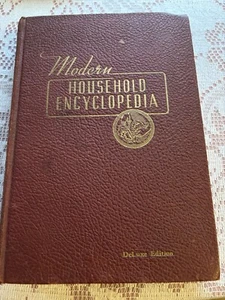 Modern
HOUSEHOLD
ENCYCLOPEDIA
DeLuxe Edition